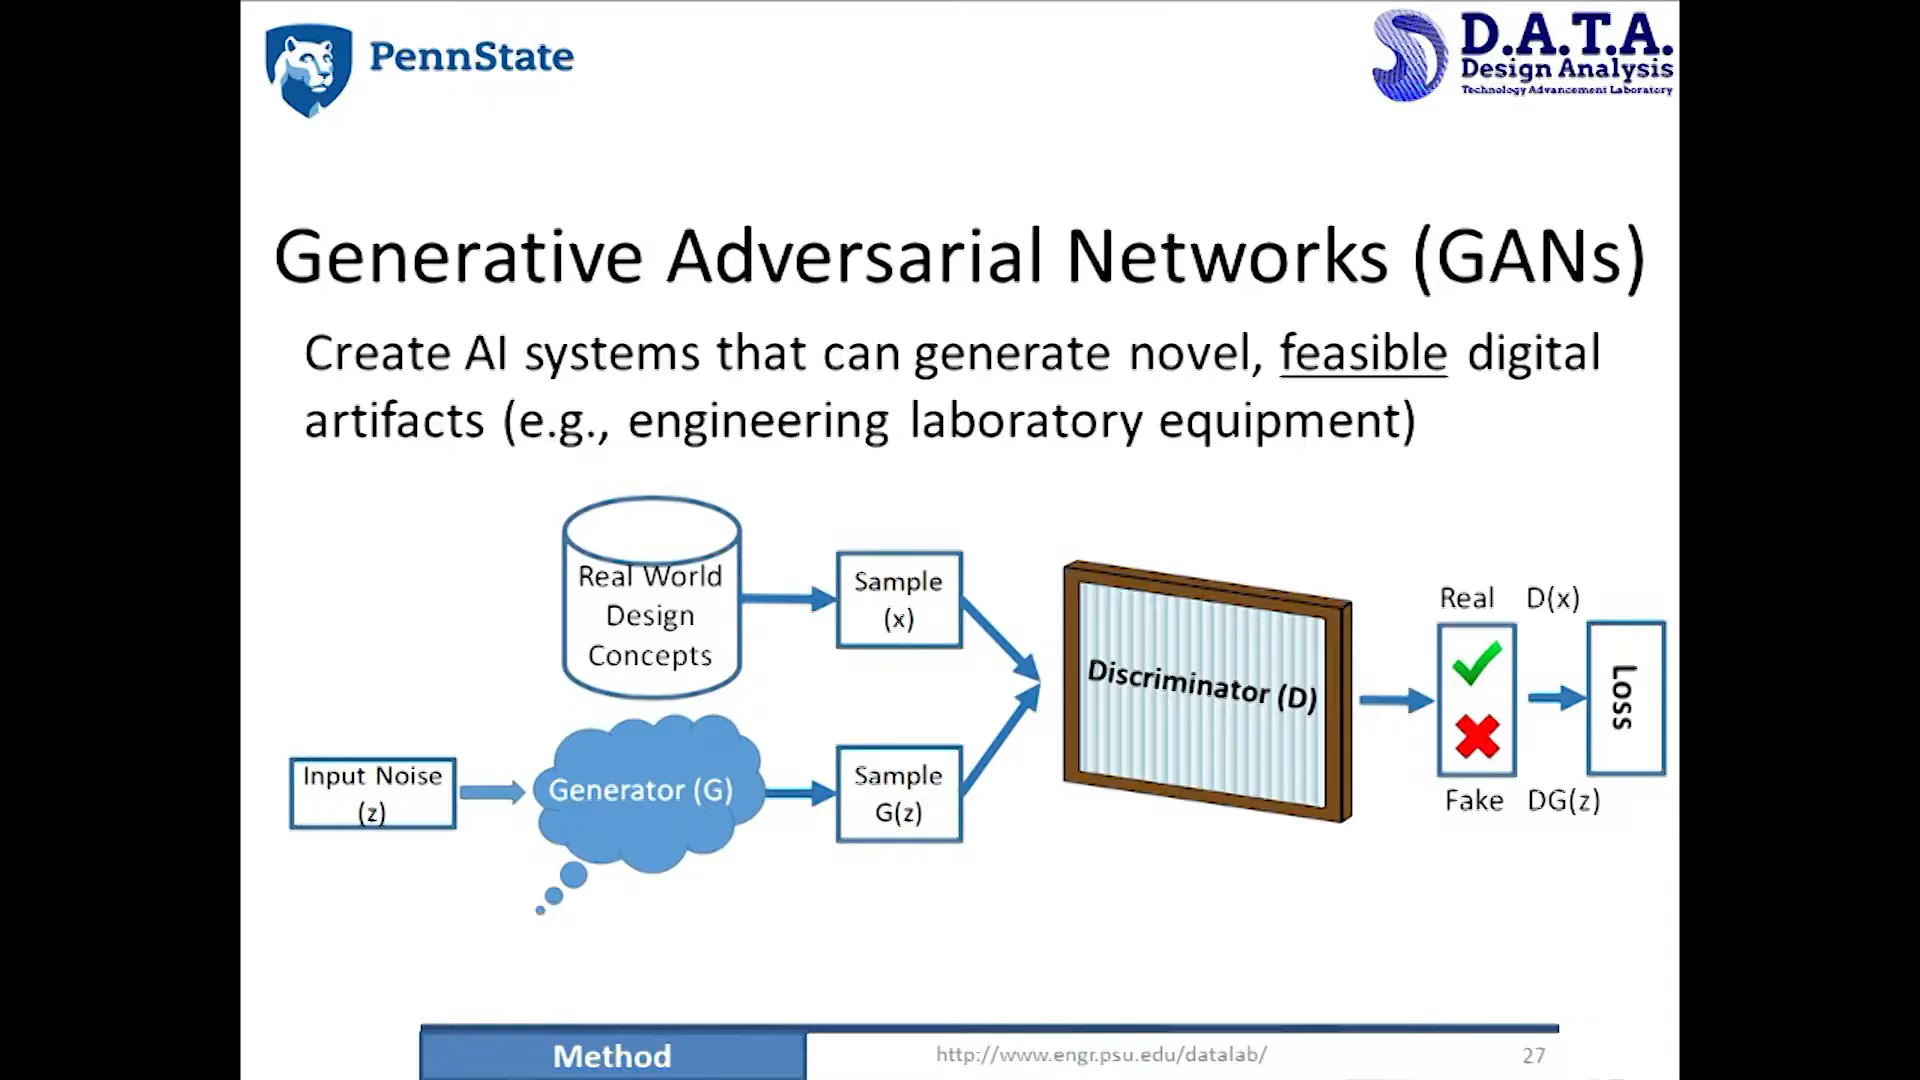 PennState
D.A.T.A.
Design Analysis
Technology Advancement Laboratory
Generative Adversarial Networks (GANs)
Create AI systems that can generate novel, feasible digital
artifacts (e.g., engineering laboratory equipment)
Real World
Design
Concepts
Sample
(x)
Input Noise
(z)
Generator (G)
Sample
G(z)
Discriminator (D)
Real D(x)
Fake DG(z)
Loss
Method
http://www.engr.psu.edu/datalab/
27